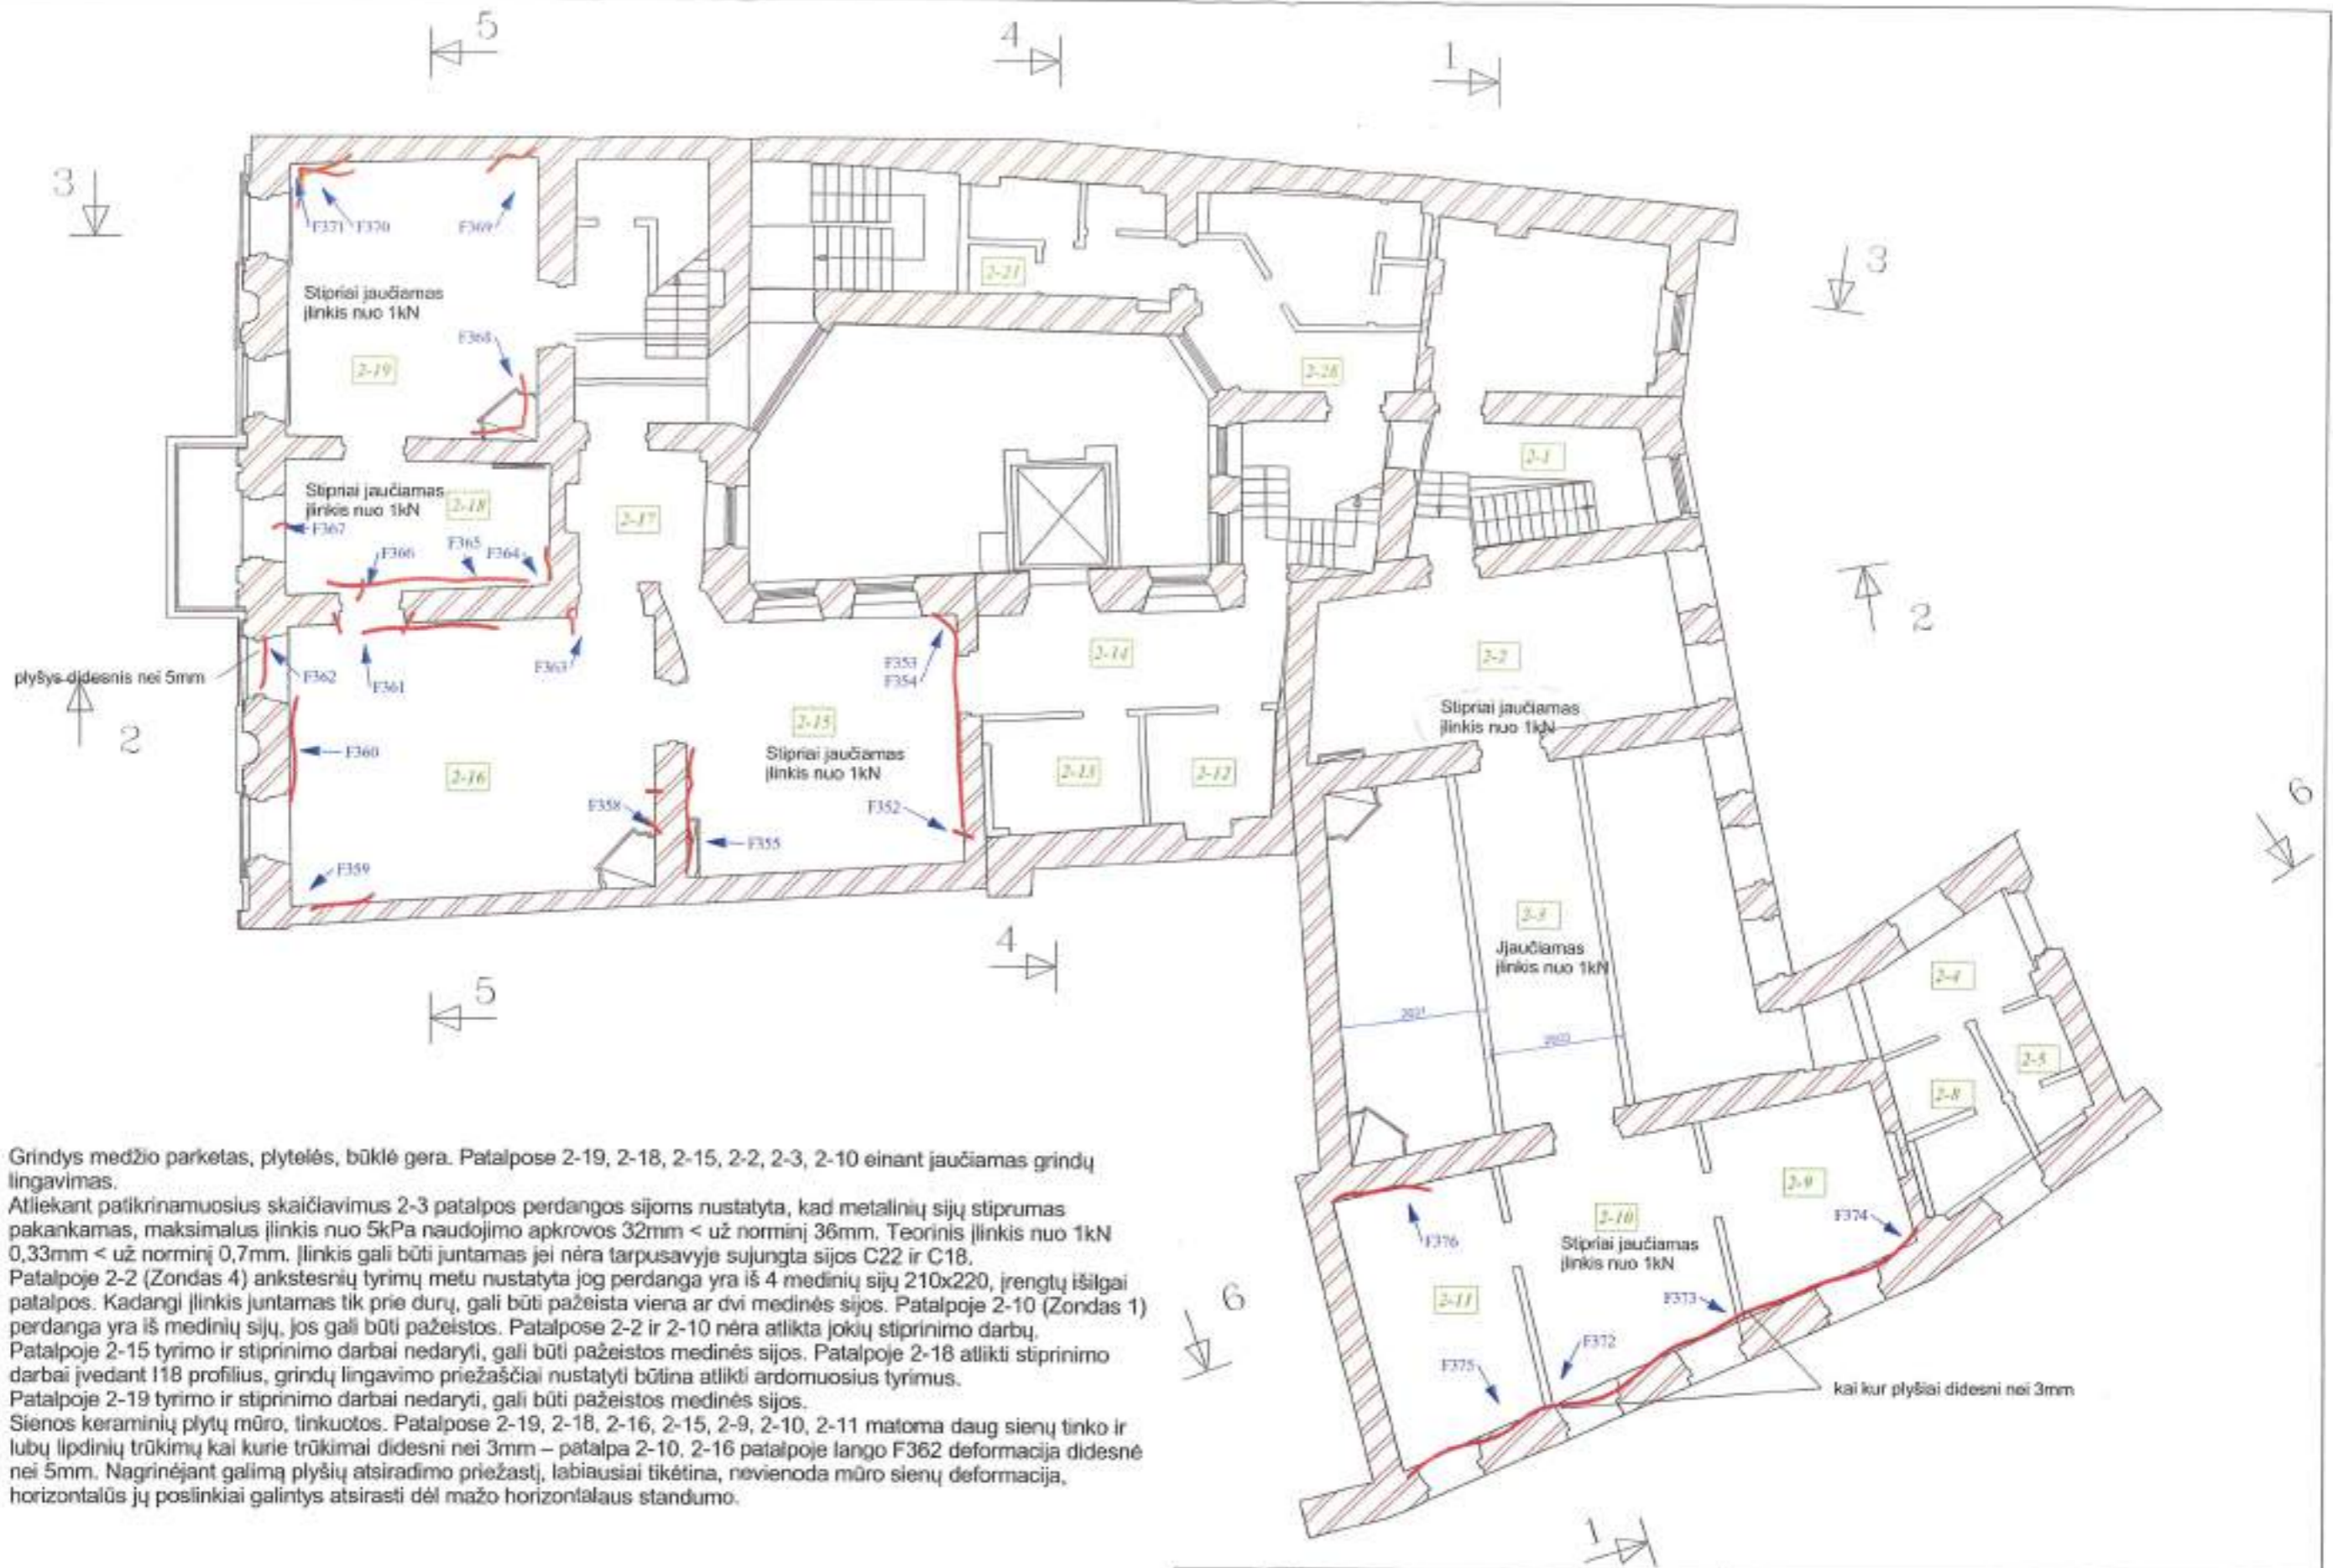 5
4
1
3
F371
F370
F369
3
2-21
Stipriai jaučiamas
įlinkis nuo 1kN
F368
2-19
2-1
Stipriai jaučiamas
įlinkis nuo 1kN
2-18
2-17
F367
F366
F365
F364
2
2-14
2-2
F353
F354
F363
plyšys didesnis nei 5mm
F362
F361
Stipriai jaučiamas
įlinkis nuo 1kN
2-15
2
F360
Stipriai jaučiamas
įlinkis nuo 1kN
2-16
2-13
2-12
6
F358
F352
F355
F359
2-3
Jjaučiamas
įlinkis nuo 1kN
4
2-4
5
2-5
2-8
Grindys medžio parketas, plytelės, būklė gera. Patalpose 2-19, 2-18, 2-15, 2-2, 2-3, 2-10 einant jaučiamas grindų
lingavimas.
Atliekant patikrinamuosius skaičiavimus 2-3 patalpos perdangos sijoms nustatyta, kad metalinių sijų stiprumas
pakankamas, maksimalus įlinkis nuo 5kPa naudojimo apkrovos 32mm < už norminį 36mm. Teorinis įlinkis nuo 1kN
0,33mm < už norminį 0,7mm. Įlinkis gali būti juntamas jei nėra tarpusavyje sujungta sijos C22 ir C18.
Patalpoje 2-2 (Zondas 4) ankstesnių tyrimų metu nustatyta jog perdanga yra iš 4 medinių sijų 210x220, įrengtų išilgai
patalpos. Kadangi įlinkis juntamas tik prie durų, gali būti pažeista viena ar dvi medinės sijos. Patalpoje 2-10 (Zondas 1)
perdanga yra iš medinių sijų, jos gali būti pažeistos. Patalpose 2-2 ir 2-10 nėra atlikta jokių stiprinimo darbų.
Patalpoje 2-15 tyrimo ir stiprinimo darbai nedaryti, gali būti pažeistos medinės sijos. Patalpoje 2-18 atlikti stiprinimo
darbai įvedant I18 profilius, grindų lingavimo priežaščiai nustatyti būtina atlikti ardomuosius tyrimus.
Patalpoje 2-19 tyrimo ir stiprinimo darbai nedaryti, gali būti pažeistos medinės sijos.
Sienos keraminių plytų mūro, tinkuotos. Patalpose 2-19, 2-18, 2-16, 2-15, 2-9, 2-10, 2-11 matoma daug sienų tinko ir
lubų lipdinių trūkimų kai kurie trūkimai didesni nei 3mm – patalpa 2-10, 2-16 patalpoje lango F362 deformacija didesnė
nei 5mm. Nagrinėjant galimą plyšių atsiradimo priežastį, labiausiai tikėtina, nevienoda mūro sienų deformacija,
horizontalūs jų poslinkiai galintys atsirasti dėl mažo horizontalaus standumo.
2-9
2-10
F374
F376
Stipriai jaučiamas
įlinkis nuo 1kN
6
2-11
F373
F372
F375
kai kur plyšiai didesni nei 3mm
1